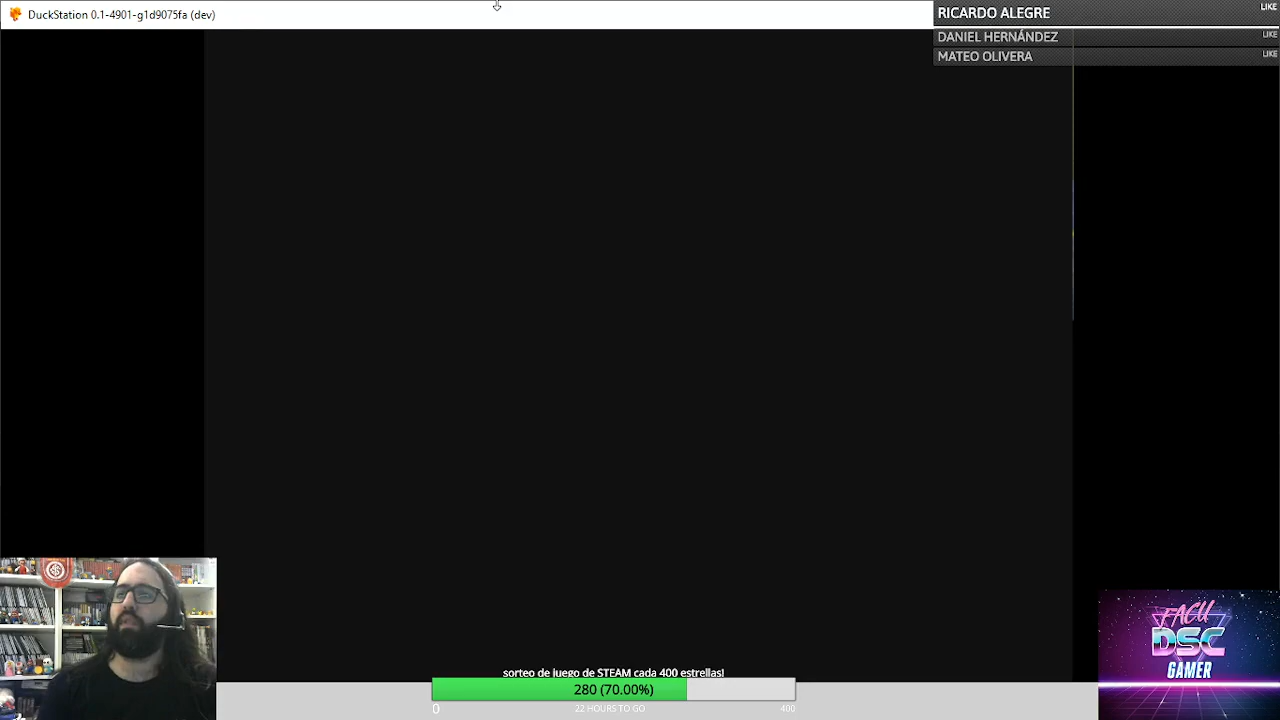 DuckStation 0.1-4901-g1d9075fa (dev)
RICARDO ALEGRE LIKE
DANIEL HERNÁNDEZ LIKE
MATEO OLIVERA LIKE
sorteo de juego de STEAM cada 400 estrellas!
280 (70.00%)
0 22 HOURS TO GO 400
FACU
DSC
GAMER